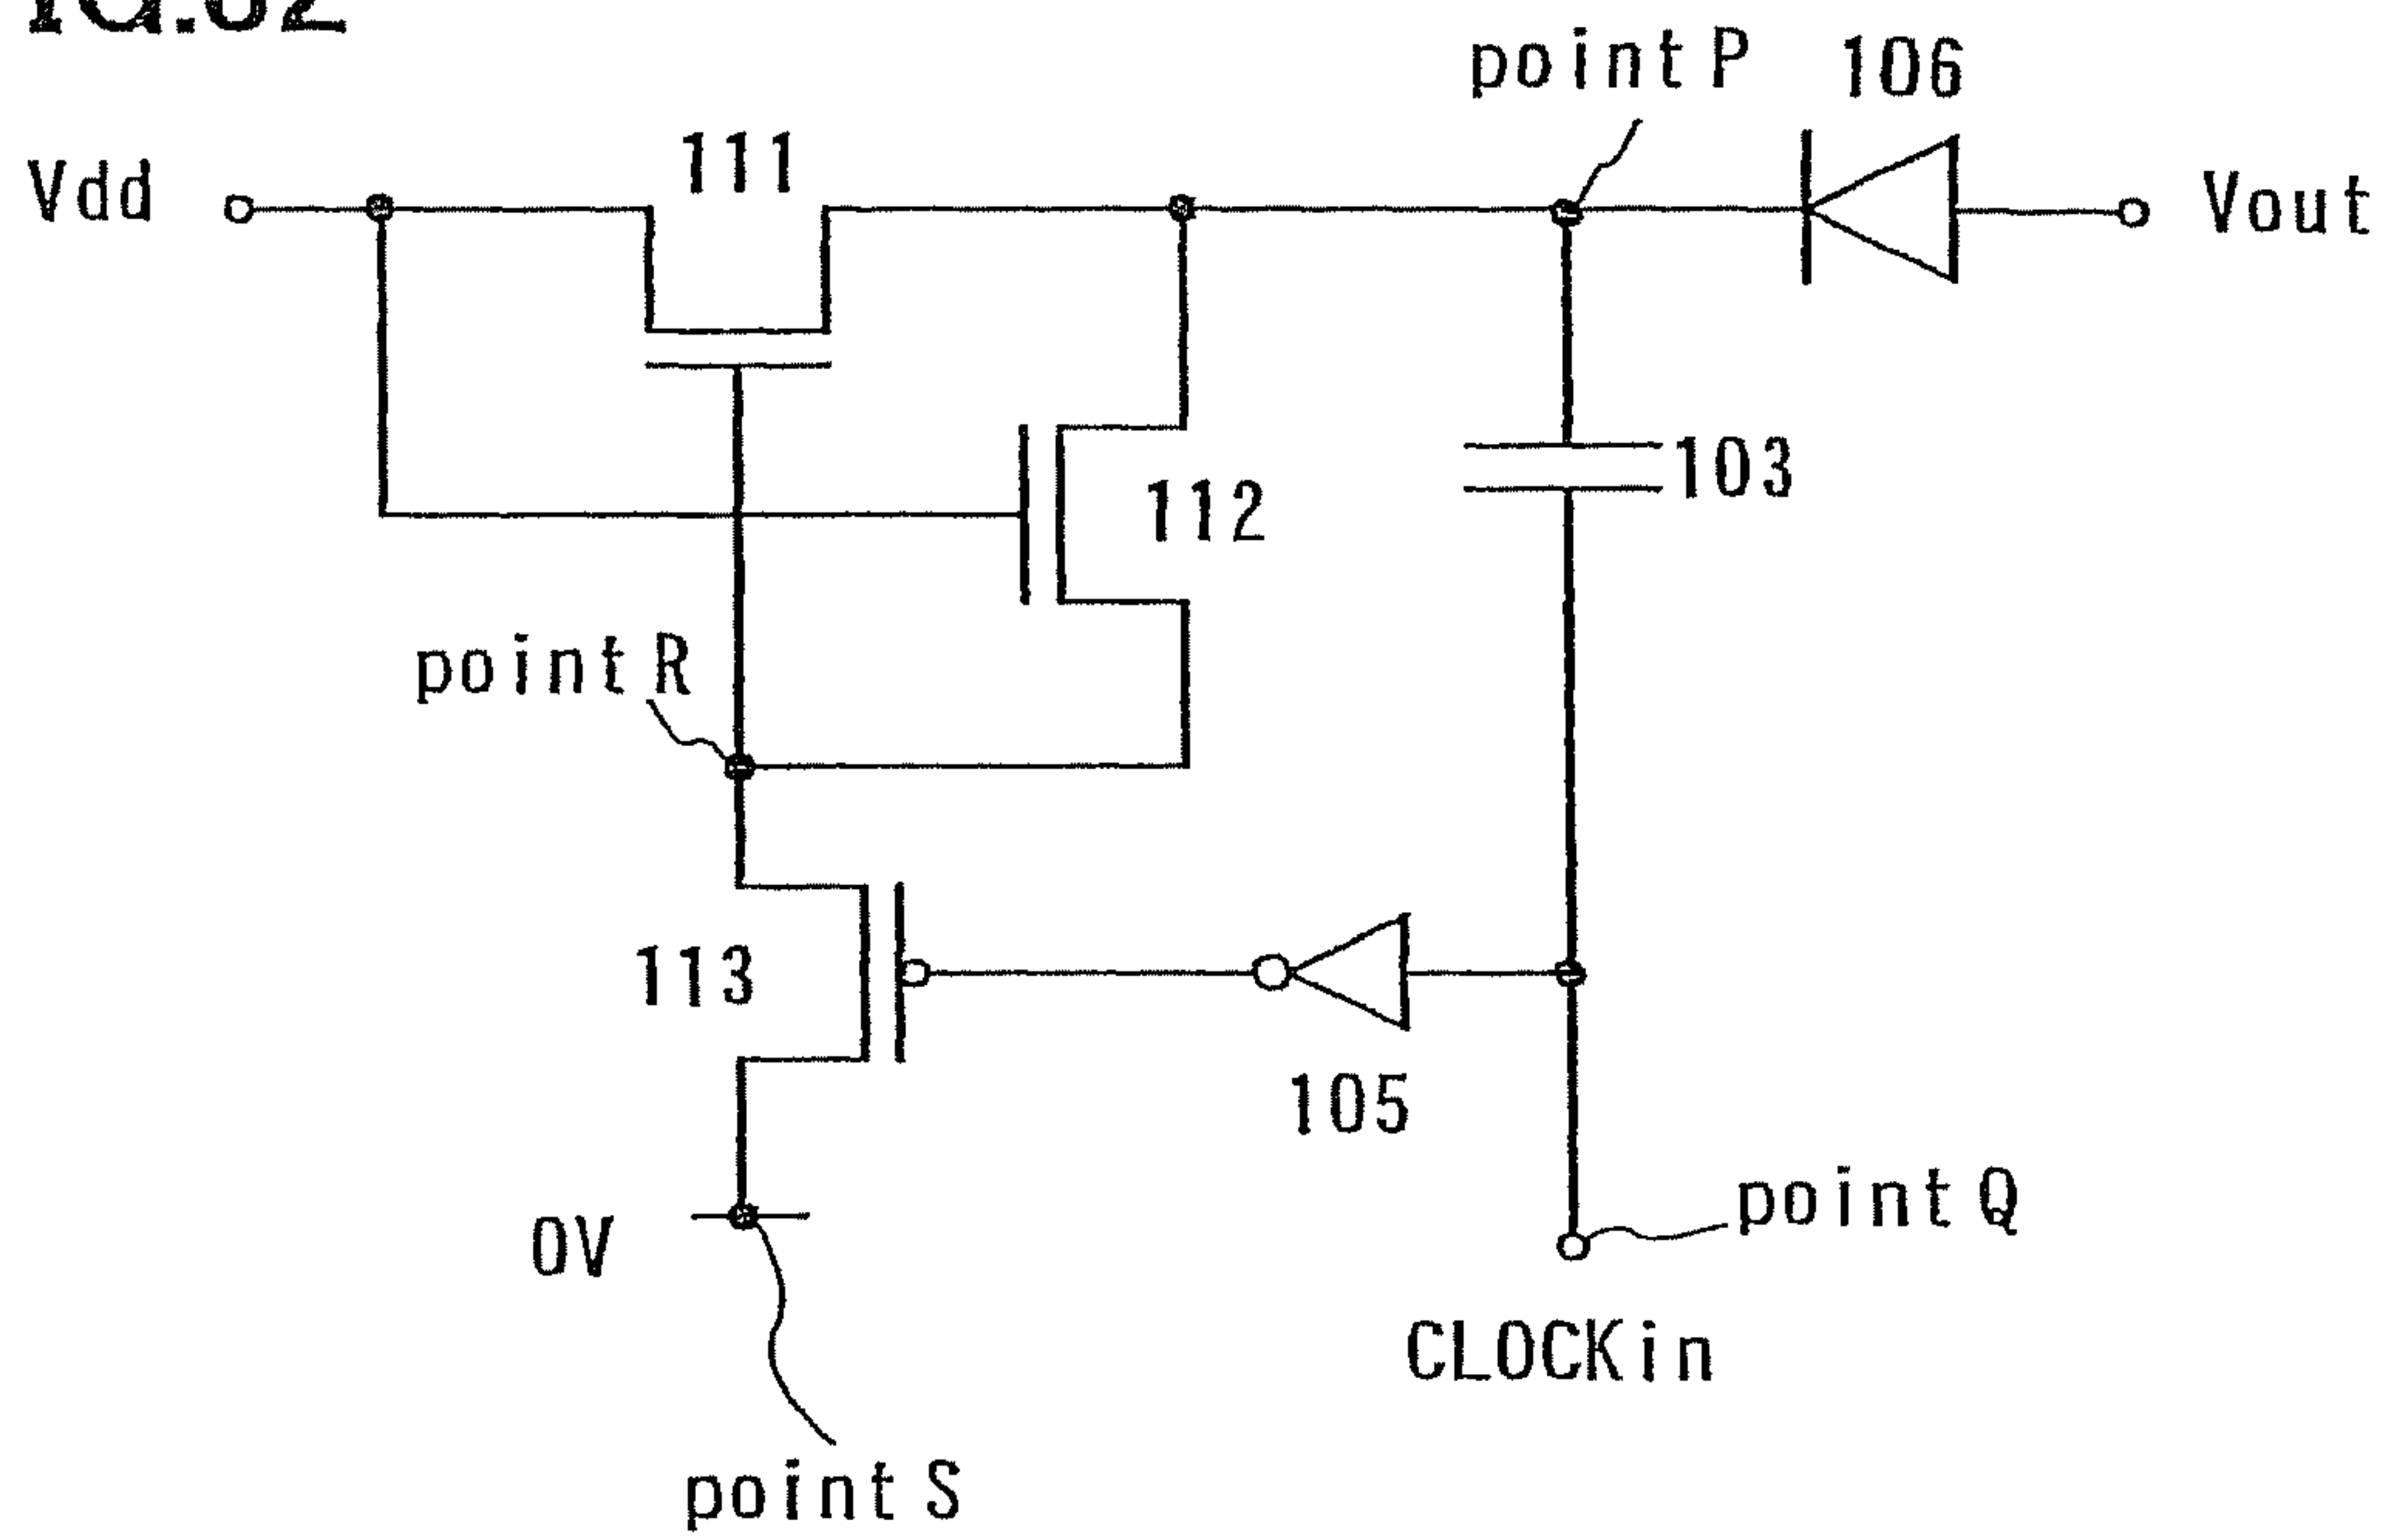 point P
106
111
Vdd
Vout
103
112
point R
113
105
point Q
0V
CLOCKin
point S